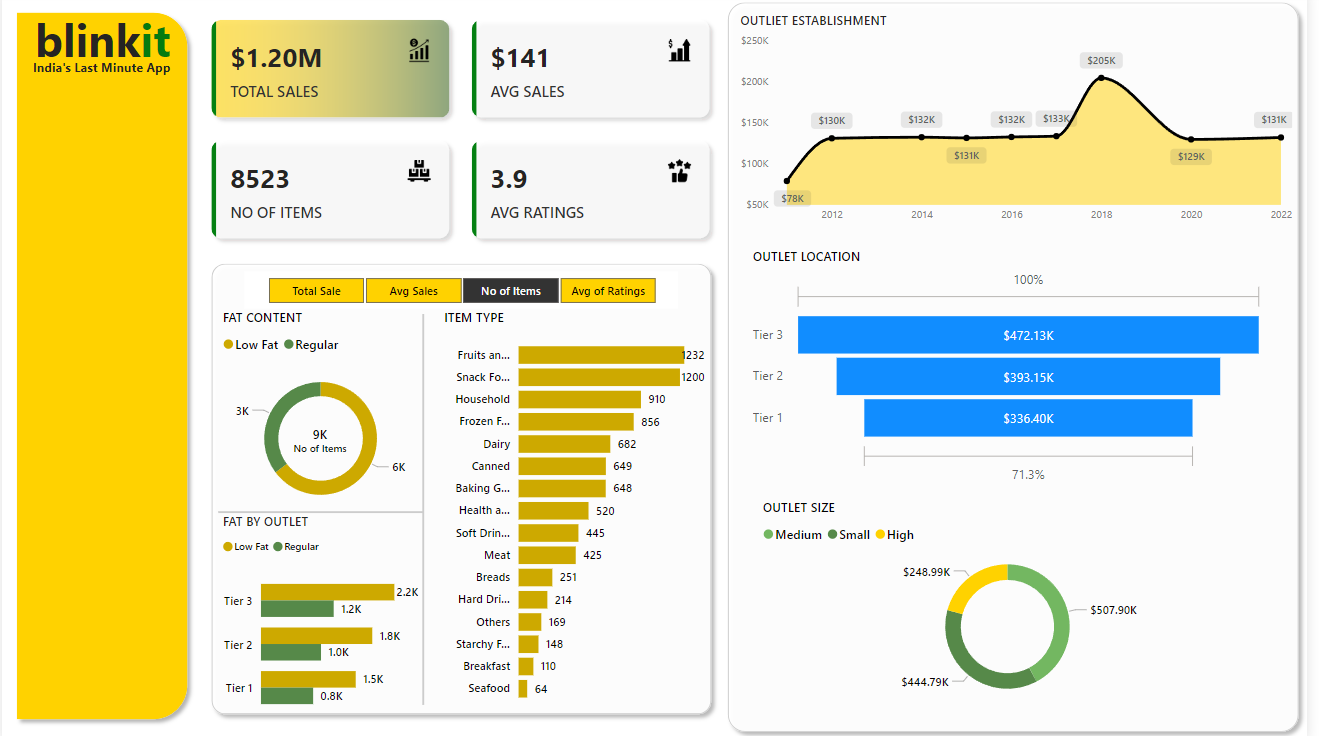 blinkit
India's Last Minute App
$1.20M
TOTAL SALES
$141
AVG SALES
8523
NO OF ITEMS
3.9
AVG RATINGS
Total Sale
Avg Sales
No of Items
Avg of Ratings
FAT CONTENT
Low Fat Regular
3K
9K
No of Items
6K
FAT BY OUTLET
Low Fat Regular
Tier 3
2.2K
1.2K
Tier 2
1.8K
1.0K
Tier 1
1.5K
0.8K
ITEM TYPE
Fruits an... 1232
Snack Fo... 1200
Household 910
Frozen F... 856
Dairy 682
Canned 649
Baking G... 648
Health a... 520
Soft Drin... 445
Meat 425
Breads 251
Hard Dri... 214
Others 169
Starchy F... 148
Breakfast 110
Seafood 64
OUTLIET ESTABLISHMENT
$250K
$200K
$150K
$100K
$50K
$78K
$130K
$132K
$131K
$132K
$133K
$205K
$129K
$131K
2012 2014 2016 2018 2020 2022
OUTLET LOCATION
100%
Tier 3 $472.13K
Tier 2 $393.15K
Tier 1 $336.40K
71.3%
OUTLET SIZE
Medium Small High
$248.99K
$507.90K
$444.79K